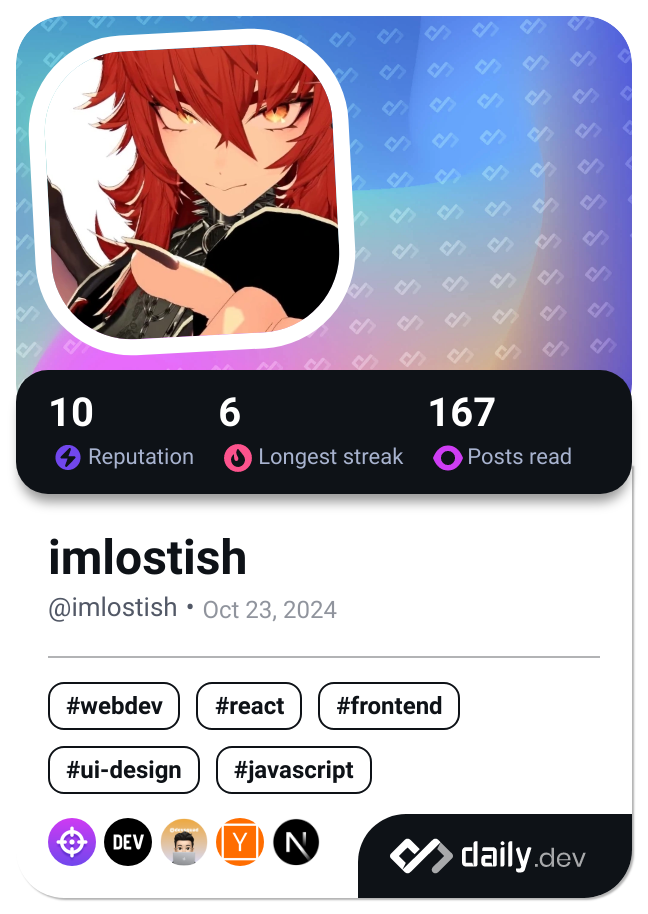 10 6 167
Reputation Longest streak Posts read
imlostish
@imlostish • Oct 23, 2024
#webdev #react #frontend
#ui-design #javascript
DEV Y N
daily.dev